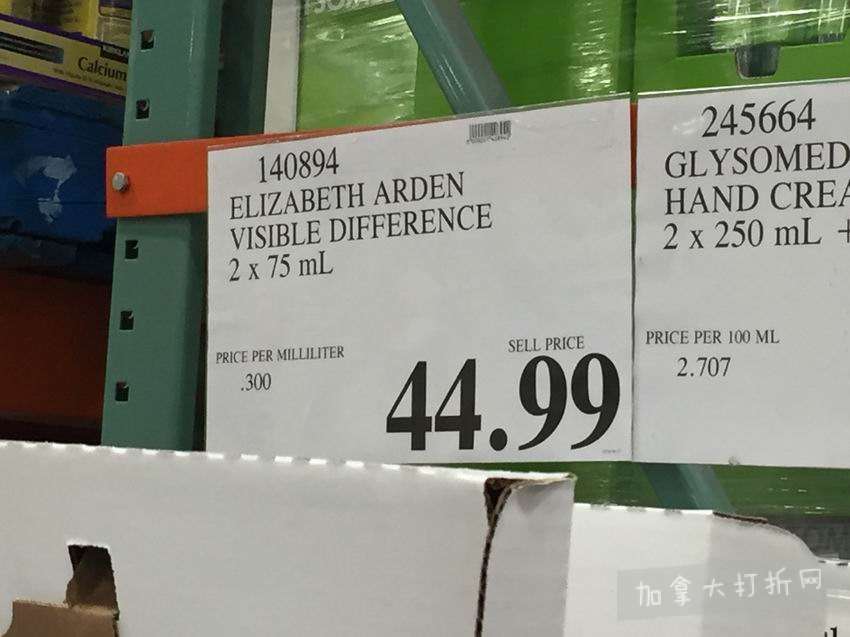 KIRKLAND
Calcium
140894
ELIZABETH ARDEN
VISIBLE DIFFERENCE
2 x 75 mL
PRICE PER MILLILITER
.300
SELL PRICE
44.99
245664
GLYSOMED
HAND CREA
2 x 250 mL +
PRICE PER 100 ML
2.707
加拿大打折网